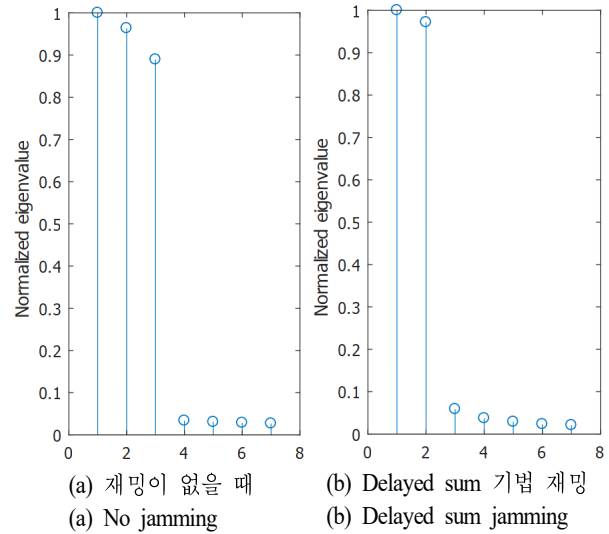 1
0.9
0.8
0.7
0.6
0.5
0.4
0.3
0.2
0.1
0
0 2 4 6 8
Normalized eigenvalue
(a) 재밍이 없을 때
(a) No jamming
1
0.9
0.8
0.7
0.6
0.5
0.4
0.3
0.2
0.1
0
0 2 4 6 8
Normalized eigenvalue
(b) Delayed sum 기법 재밍
(b) Delayed sum jamming